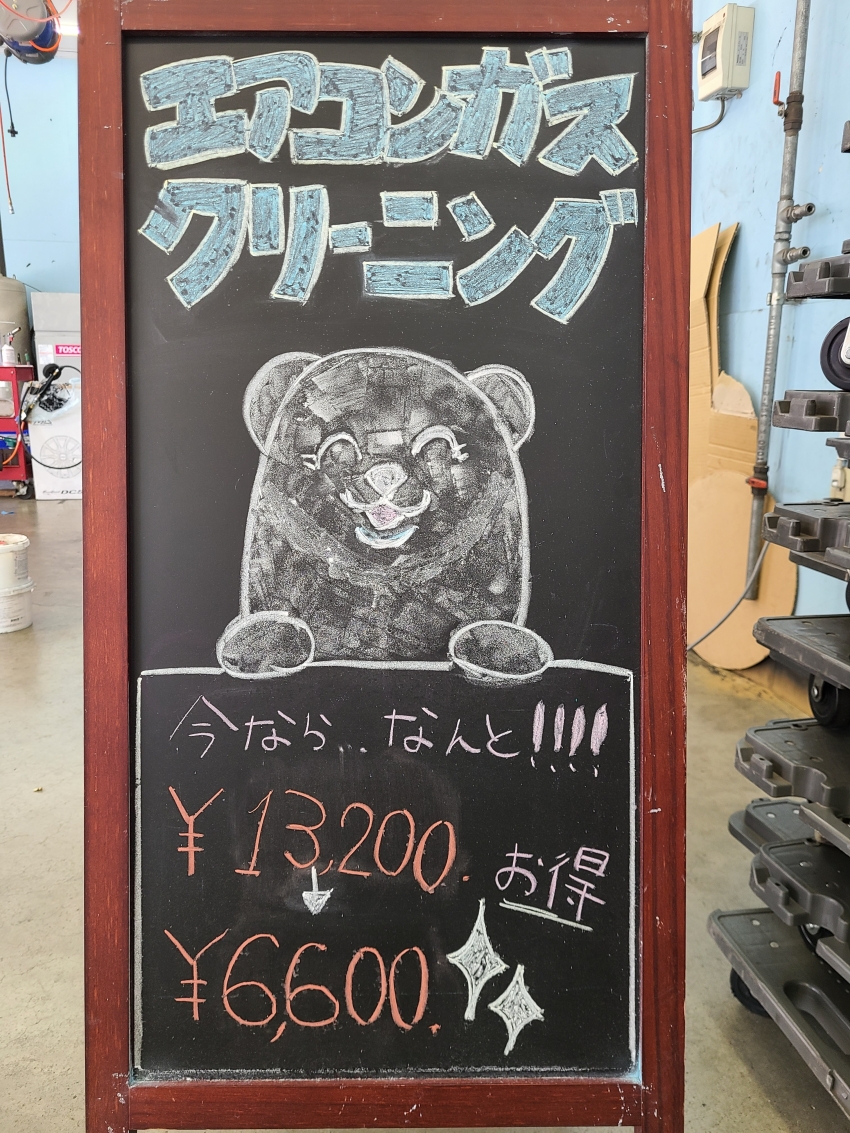 エアコンガス
クリーニング
今なら... なんと!!!!
¥13,200.
お得
¥6,600.
TOSCO